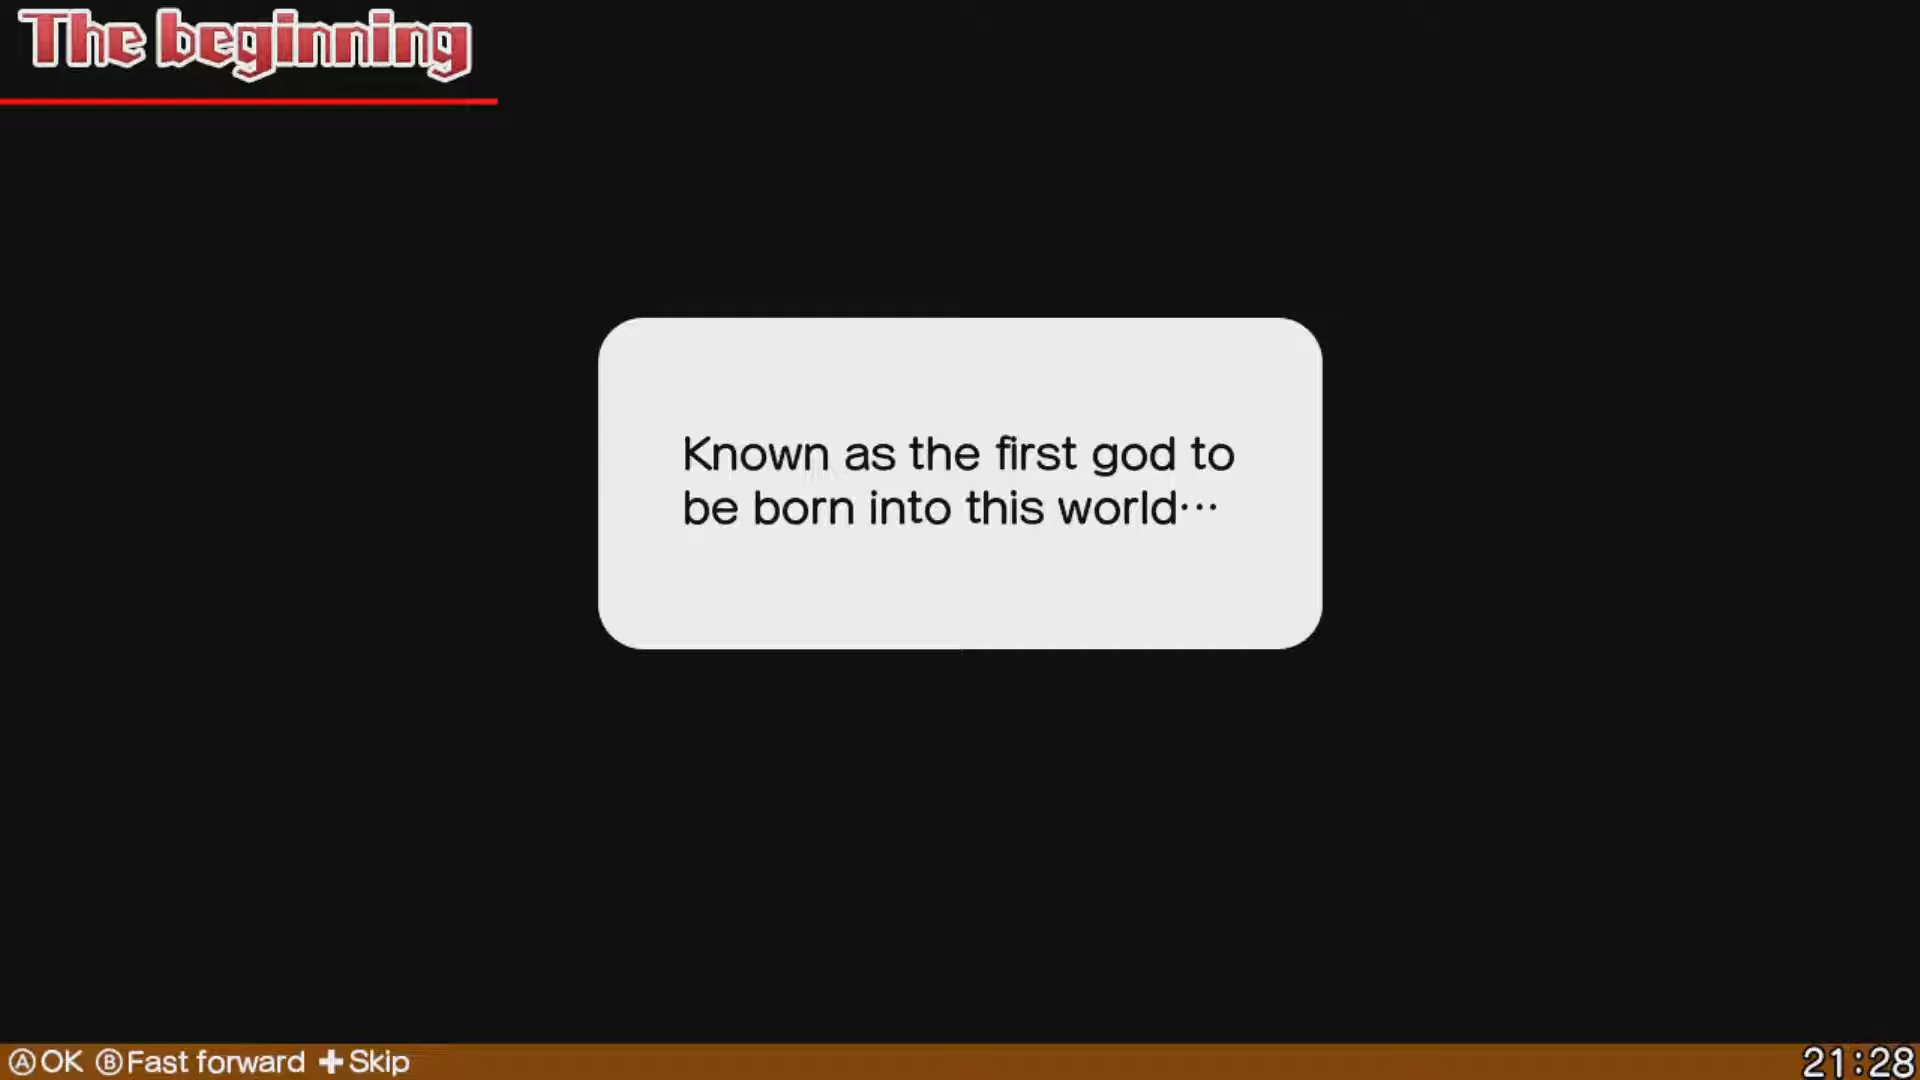 The beginning
Known as the first god to
be born into this world…
Ⓐ OK Ⓑ Fast forward ✚ Skip
21:28